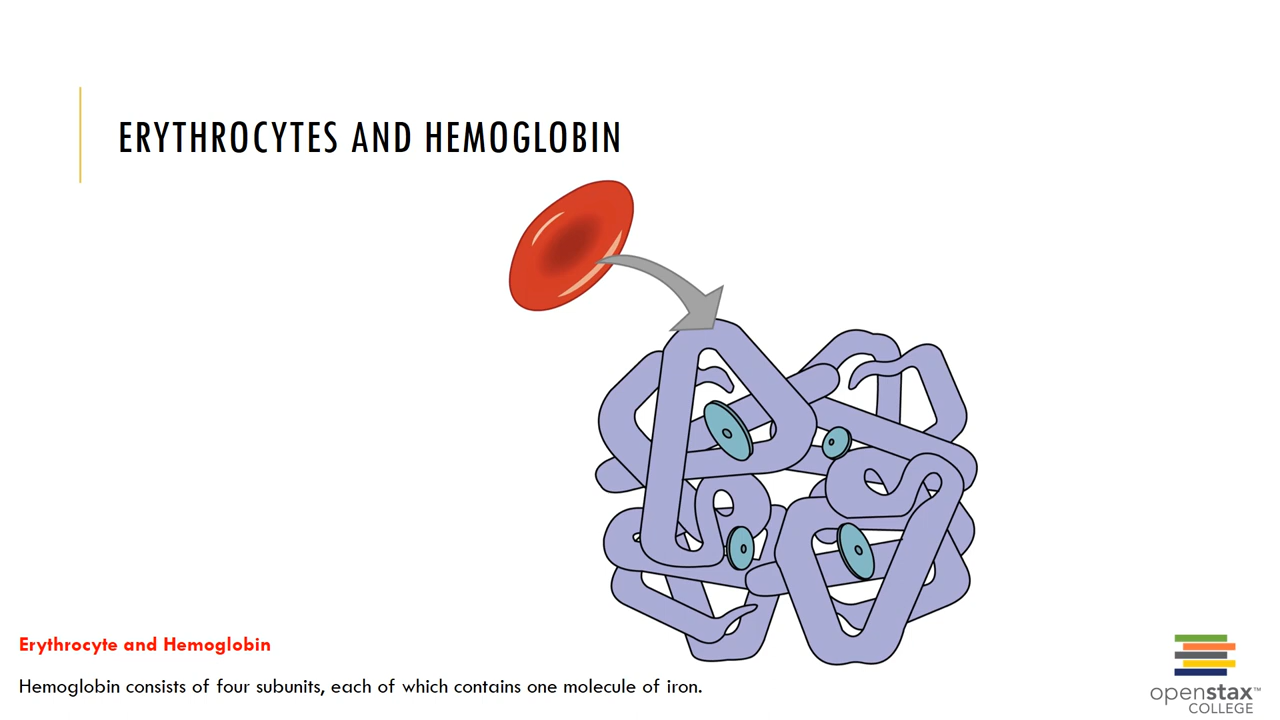 ERYTHROCYTES AND HEMOGLOBIN
Erythrocyte and Hemoglobin
Hemoglobin consists of four subunits, each of which contains one molecule of iron.
openstax™
COLLEGE